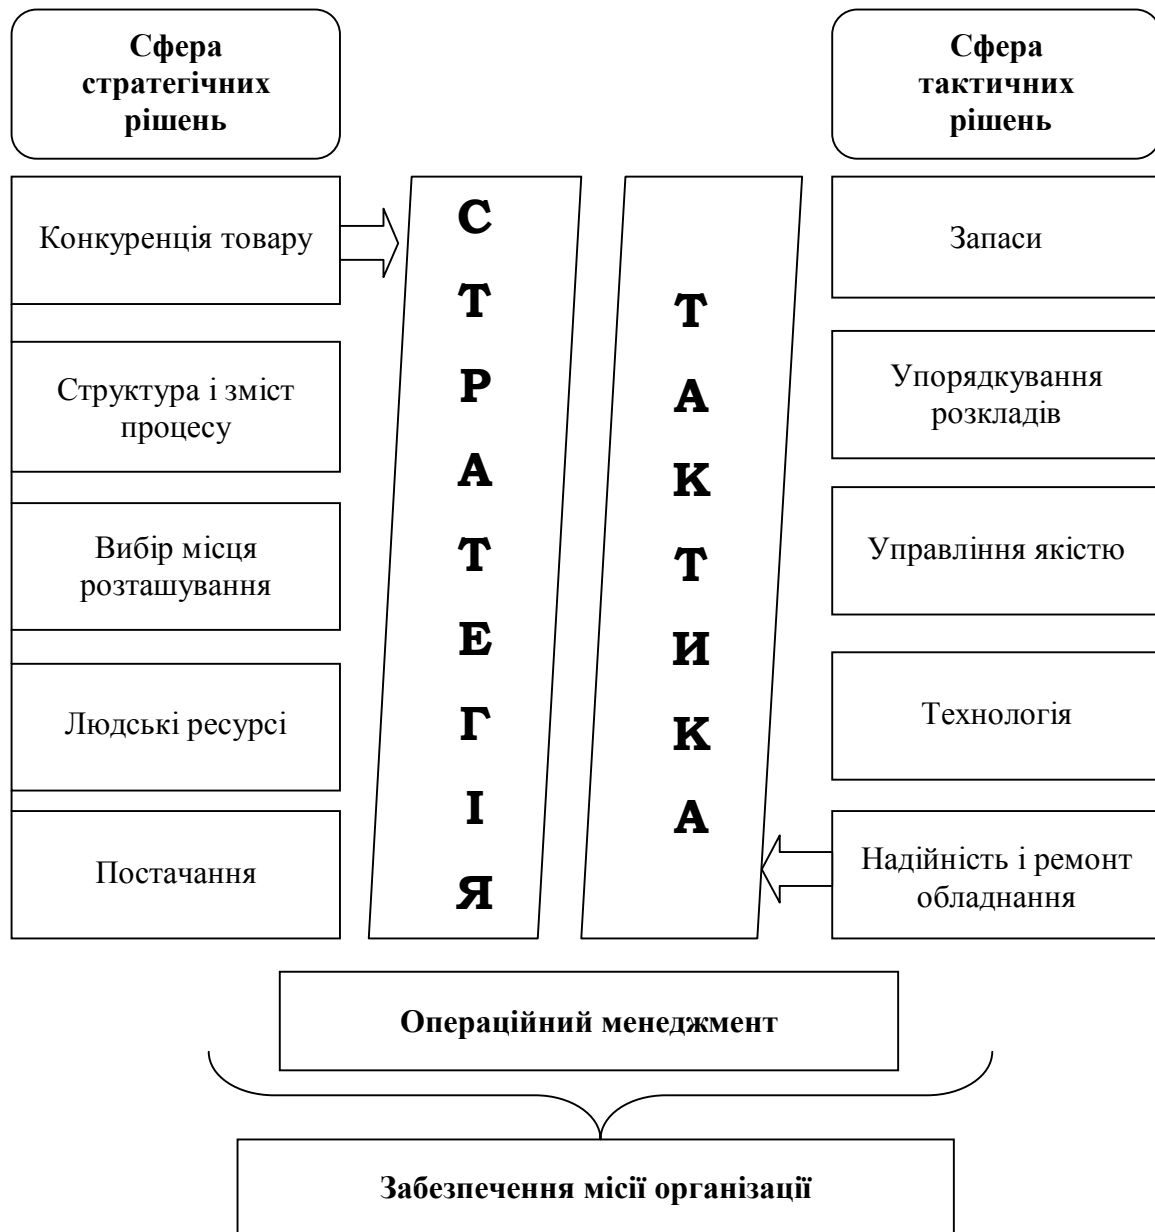 Сфера
стратегічних
рішень
Сфера
тактичних
рішень
Конкуренція товару
Структура і зміст
процесу
Вибір місця
розташування
Людські ресурсі
Постачання
С
Т
Р
А
Т
Е
Г
І
Я
Т
А
К
Т
И
К
А
Запаси
Упорядкування
розкладів
Управління якістю
Технологія
Надійність і ремонт
обладнання
Операційний менеджмент
Забезпечення місії організації